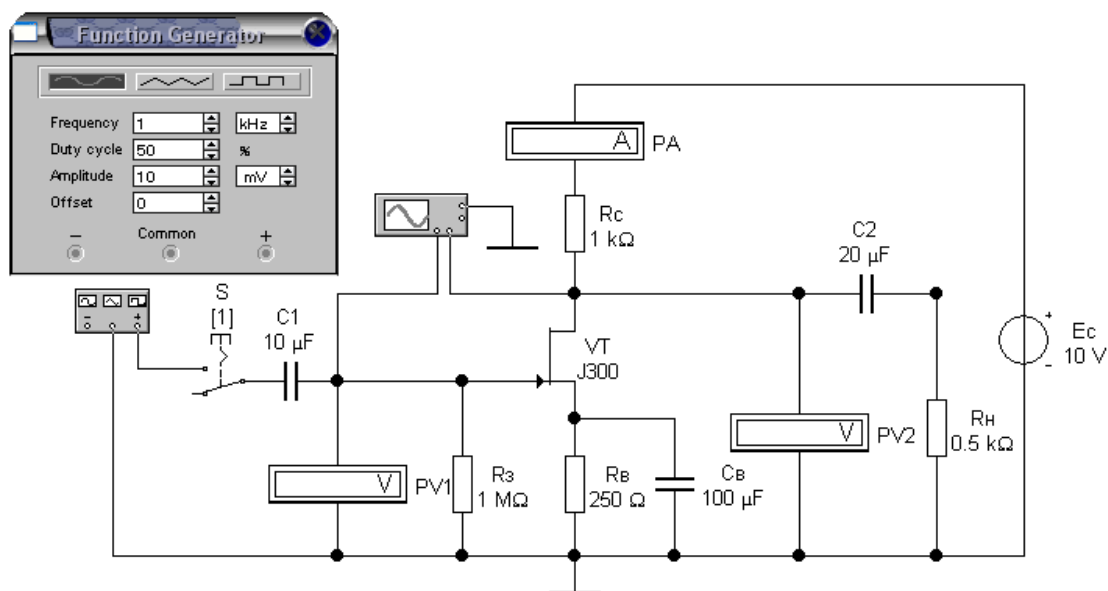 Function Generator
Frequency 1 kHz
Duty cycle 50 %
Amplitude 10 mV
Offset 0
− Common +
− +
S
[1]
C1
10 µF
A PA
Rc
1 kΩ
C2
20 µF
VT
J300
+
Ec
10 V
-
V PV1
Rз
1 MΩ
Rв
250 Ω
Cв
100 µF
V PV2
Rн
0.5 kΩ